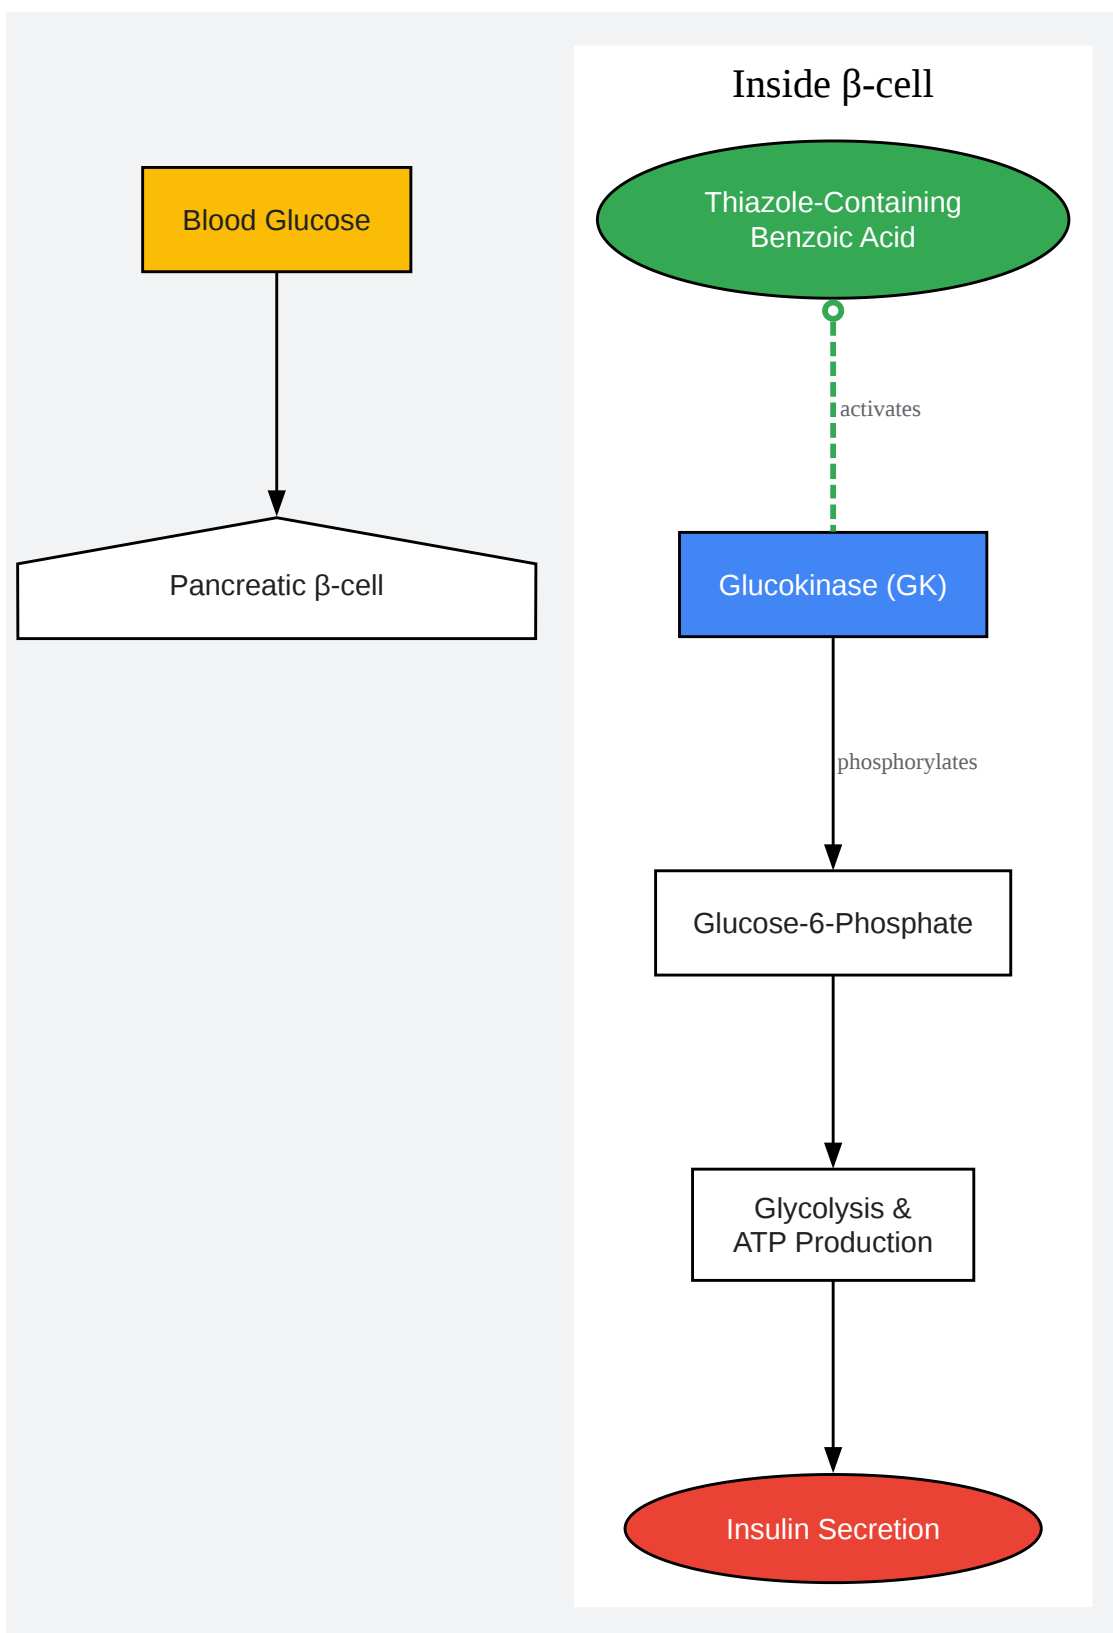 Blood Glucose
Pancreatic β-cell
Inside β-cell
Thiazole-Containing
Benzoic Acid
activates
Glucokinase (GK)
phosphorylates
Glucose-6-Phosphate
Glycolysis &
ATP Production
Insulin Secretion